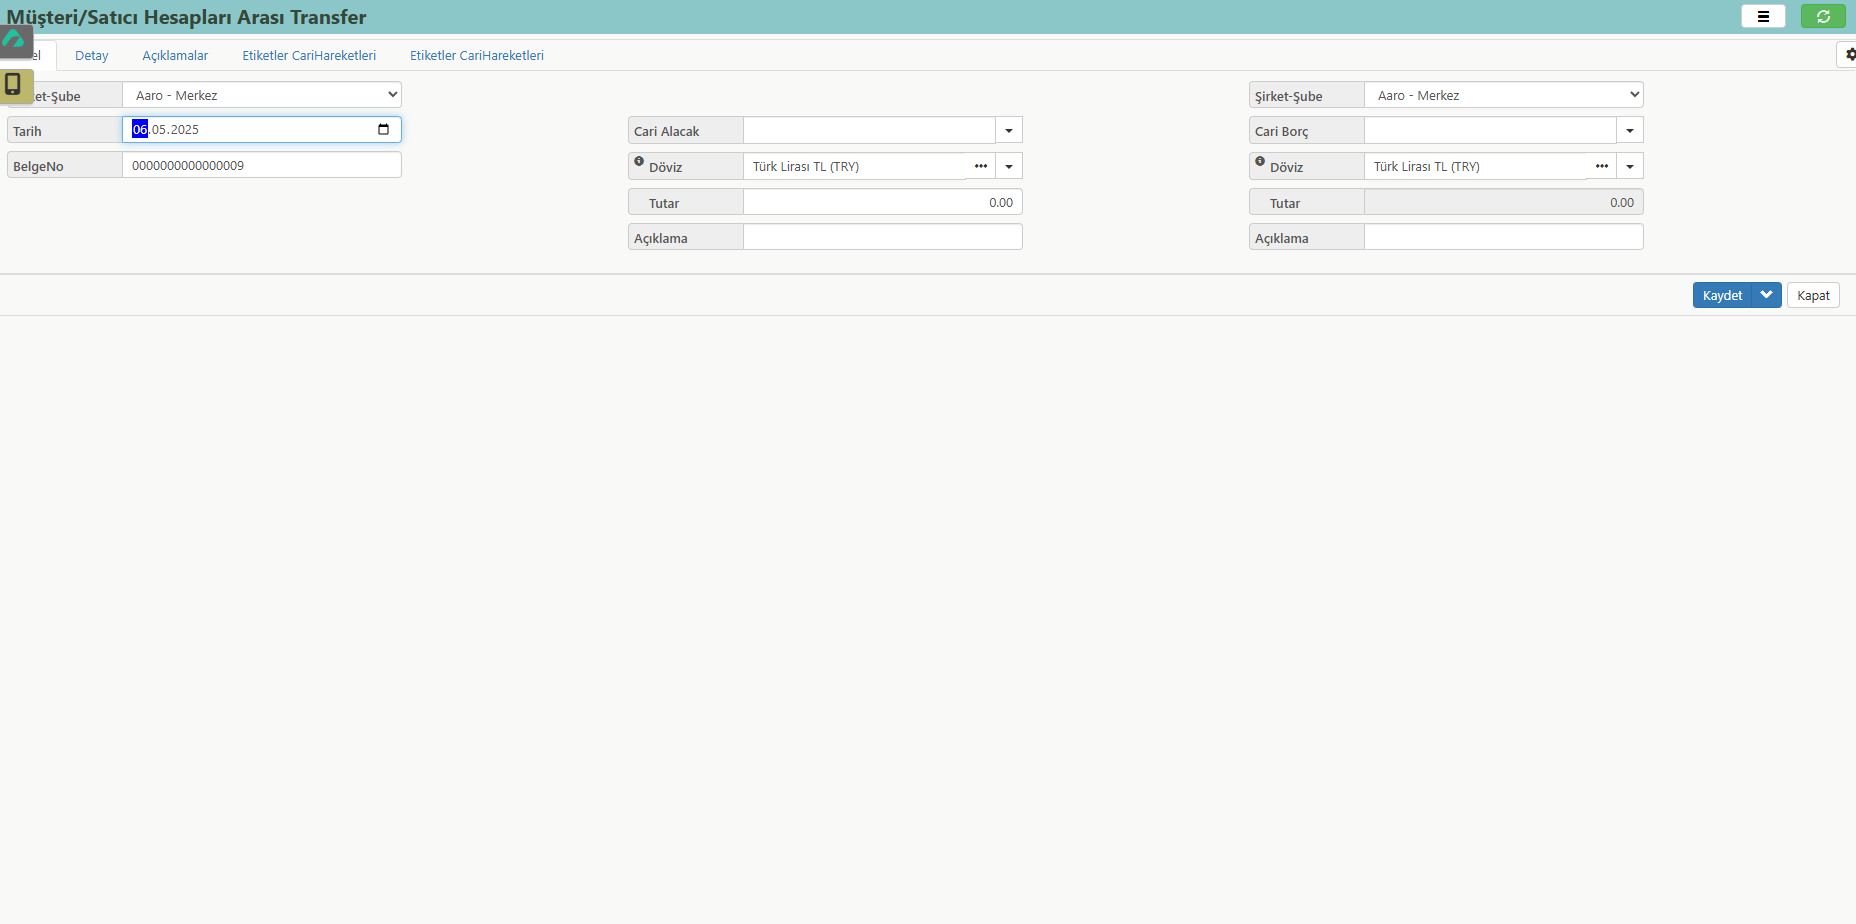 Müşteri/Satıcı Hesapları Arası Transfer
Detay
Açıklamalar
Etiketler CariHareketleri
Etiketler CariHareketleri
et-Şube
Aaro - Merkez
Şirket-Şube
Aaro - Merkez
Tarih
06.05.2025
Cari Alacak
Cari Borç
BelgeNo
0000000000000009
Döviz
Türk Lirası TL (TRY)
Döviz
Türk Lirası TL (TRY)
Tutar
0.00
Tutar
0.00
Açıklama
Açıklama
Kaydet
Kapat